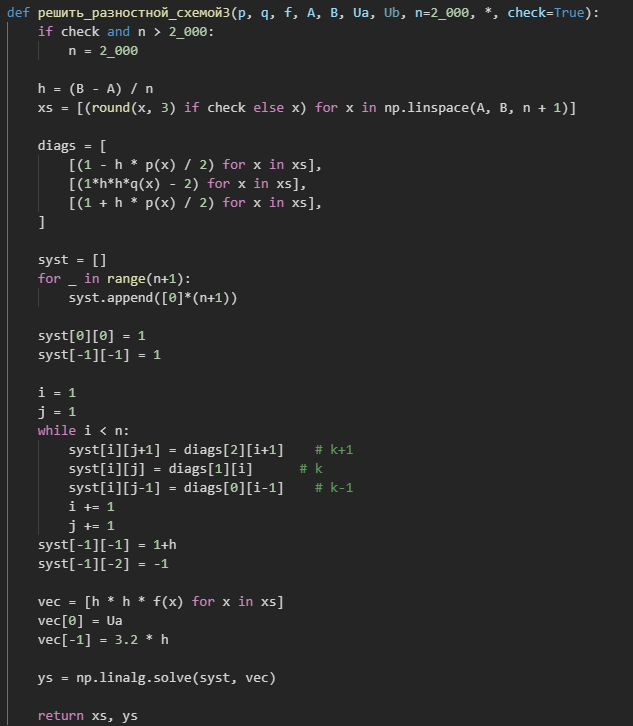 def решить_разностной_схемой3(p, q, f, A, B, Ua, Ub, n=2_000, *, check=True):
    if check and n > 2_000:
        n = 2_000
    h = (B - A) / n
    xs = [(round(x, 3) if check else x) for x in np.linspace(A, B, n + 1)]
    diags = [
        [(1 - h * p(x) / 2) for x in xs],
        [(1*h*h*q(x) - 2) for x in xs],
        [(1 + h * p(x) / 2) for x in xs],
    ]
    syst = []
    for _ in range(n+1):
        syst.append([0]*(n+1))
    syst[0][0] = 1
    syst[-1][-1] = 1
    i = 1
    j = 1
    while i < n:
        syst[i][j+1] = diags[2][i+1]    # k+1
        syst[i][j] = diags[1][i]      # k
        syst[i][j-1] = diags[0][i-1]    # k-1
        i += 1
        j += 1
    syst[-1][-1] = 1+h
    syst[-1][-2] = -1
    vec = [h * h * f(x) for x in xs]
    vec[0] = Ua
    vec[-1] = 3.2 * h
    ys = np.linalg.solve(syst, vec)
    return xs, ys